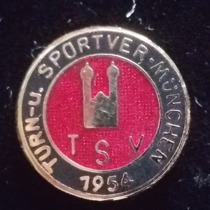 TURN-u. SPORTVER. MÜNCHEN
TSV
1954